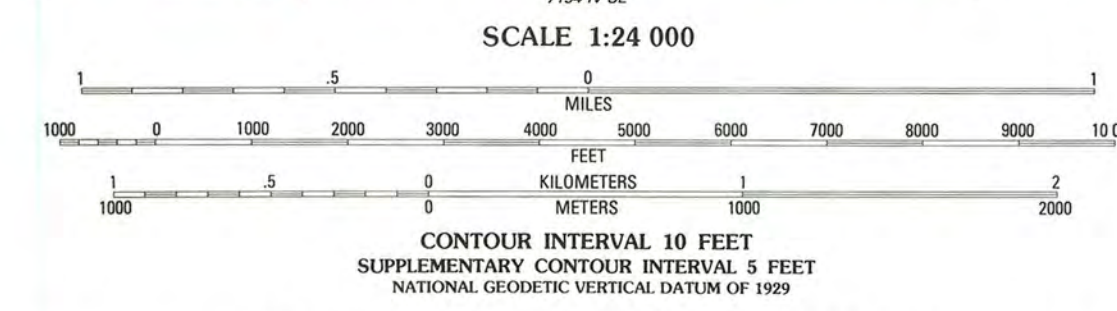 SCALE 1:24 000
1 .5 0 1
MILES
1000 0 1000 2000 3000 4000 5000 6000 7000 8000 9000
FEET
1 .5 0 KILOMETERS 1 2
1000 0 METERS 1000 2000
CONTOUR INTERVAL 10 FEET
SUPPLEMENTARY CONTOUR INTERVAL 5 FEET
NATIONAL GEODETIC VERTICAL DATUM OF 1929